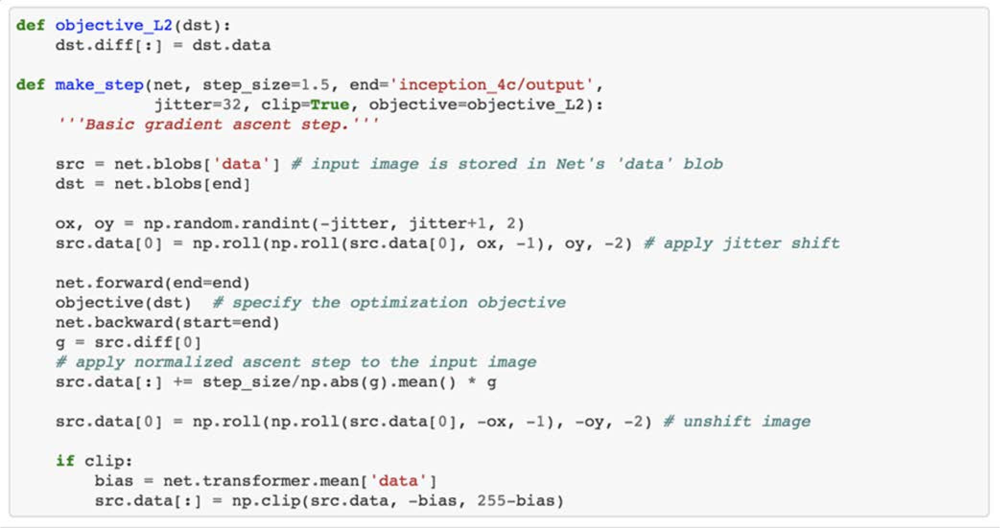 def objective_L2(dst):
    dst.diff[:] = dst.data
def make_step(net, step_size=1.5, end='inception_4c/output',
              jitter=32, clip=True, objective=objective_L2):
    '''Basic gradient ascent step.'''
    src = net.blobs['data'] # input image is stored in Net's 'data' blob
    dst = net.blobs[end]
    ox, oy = np.random.randint(-jitter, jitter+1, 2)
    src.data[0] = np.roll(np.roll(src.data[0], ox, -1), oy, -2) # apply jitter shift
    net.forward(end=end)
    objective(dst)  # specify the optimization objective
    net.backward(start=end)
    g = src.diff[0]
    # apply normalized ascent step to the input image
    src.data[:] += step_size/np.abs(g).mean() * g
    src.data[0] = np.roll(np.roll(src.data[0], -ox, -1), -oy, -2) # unshift image
    if clip:
        bias = net.transformer.mean['data']
        src.data[:] = np.clip(src.data, -bias, 255-bias)